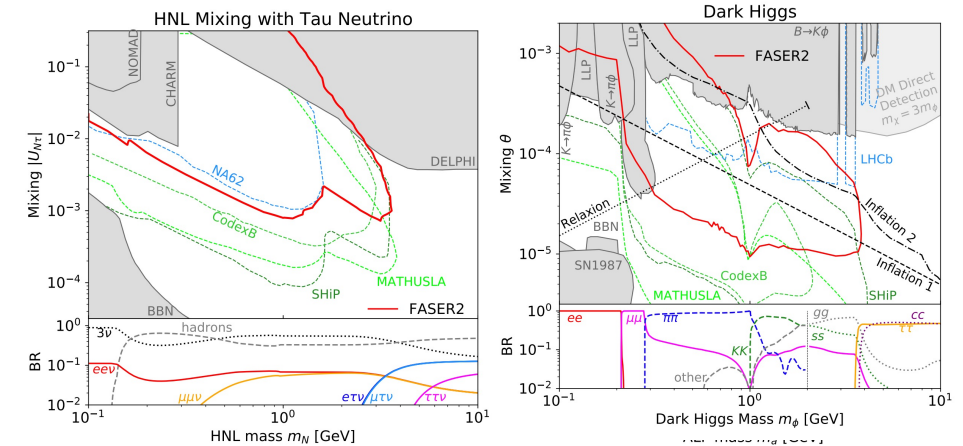 HNL Mixing with Tau Neutrino
Mixing |U_Nτ|
10⁻¹
10⁻²
10⁻³
10⁻⁴
NOMAD
CHARM
DELPHI
NA62
CodexB
MATHUSLA
SHiP
BBN
FASER2
BR
10⁰
10⁻¹
10⁻²
3ν
hadrons
eeν
μμν
eτν
μτν
ττν
10⁻¹
10⁰
10¹
HNL mass m_N [GeV]
Dark Higgs
Mixing θ
10⁻³
10⁻⁴
10⁻⁵
LLP
LLP
K→πϕ
K→πϕ
B→Kϕ
FASER2
DM Direct
Detection
m_χ = 3m_ϕ
LHCb
Relaxion
Inflation 2
Inflation 1
BBN
SN1987
MATHUSLA
CodexB
SHiP
BR
10⁰
10⁻¹
10⁻²
ee
μμ
ππ
KK
other
gg
ss
cc
ττ
10⁻¹
10⁰
10¹
Dark Higgs Mass m_ϕ [GeV]